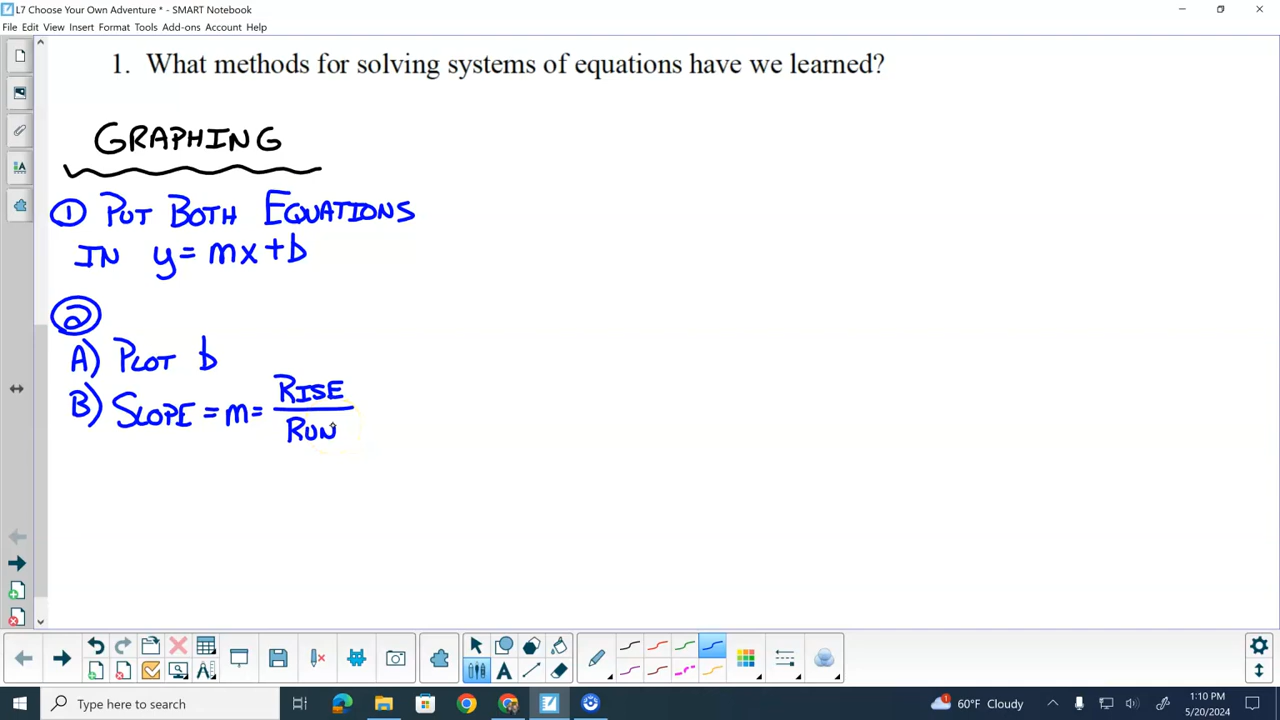 L7 Choose Your Own Adventure * - SMART Notebook
File Edit View Insert Format Tools Add-ons Account Help
1. What methods for solving systems of equations have we learned?
GRAPHING
① PUT BOTH EQUATIONS
IN y = mx + b
②
A) PLOT b
B) SLOPE = m = RISE
RUN
Type here to search
60°F Cloudy
1:10 PM
5/20/2024